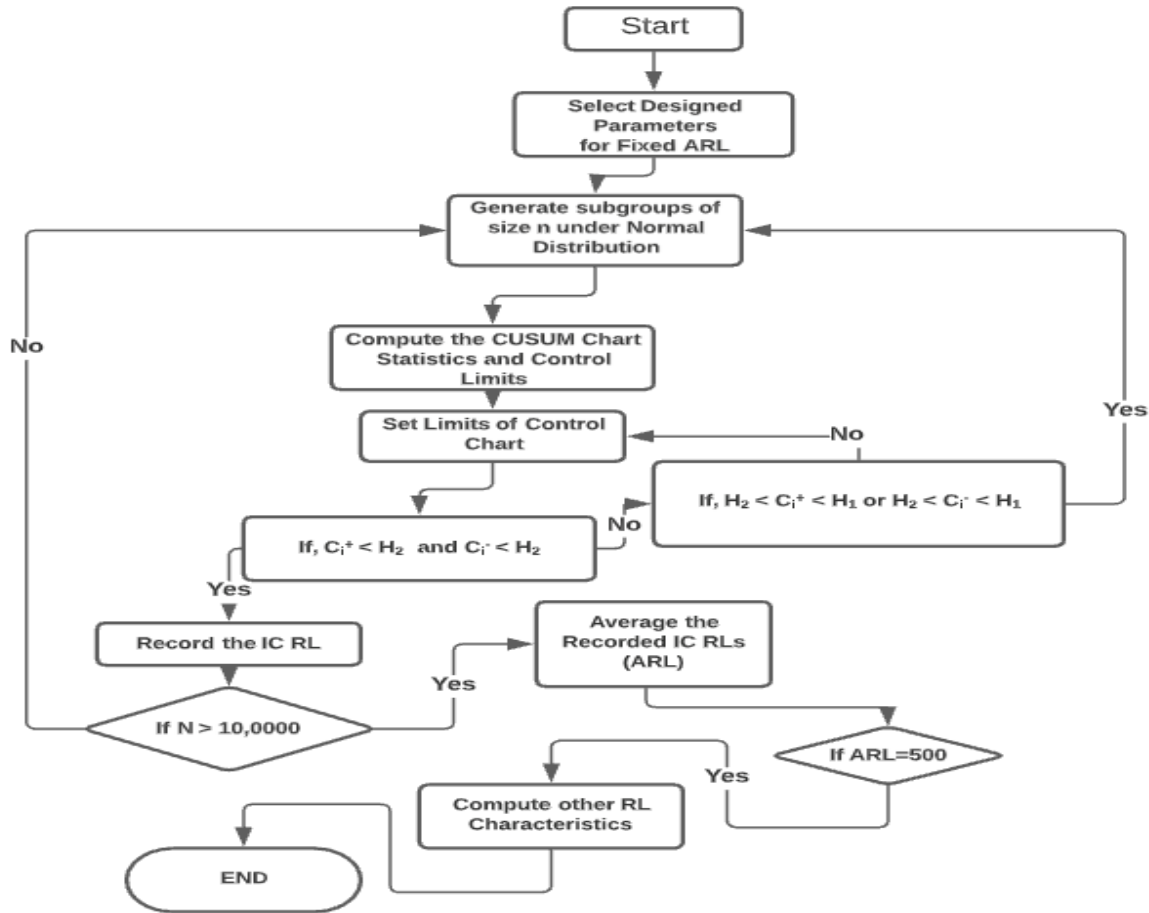 Start
Select Designed
Parameters
for Fixed ARL
Generate subgroups of
size n under Normal
Distribution
No
Compute the CUSUM Chart
Statistics and Control
Limits
Set Limits of Control
Chart
No
Yes
If, H₂ < Cᵢ⁺ < H₁ or H₂ < Cᵢ⁻ < H₁
No
If, Cᵢ⁺ < H₂ and Cᵢ⁻ < H₂
Yes
Record the IC RL
Average the
Recorded IC RLs
(ARL)
Yes
If N > 10,0000
If ARL=500
Yes
Compute other RL
Characteristics
END